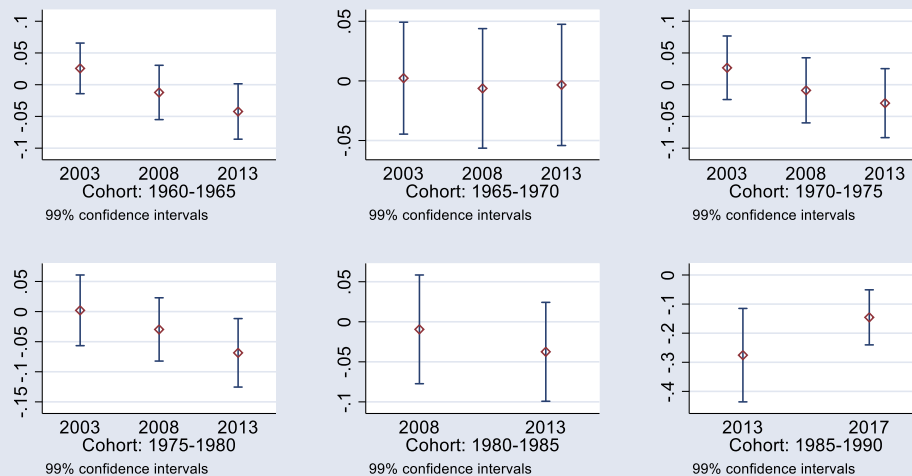 .1
.05
0
-.05
-.1
2003 2008 2013
Cohort: 1960-1965
99% confidence intervals
.05
0
-.05
2003 2008 2013
Cohort: 1965-1970
99% confidence intervals
.1
.05
0
-.05
-.1
2003 2008 2013
Cohort: 1970-1975
99% confidence intervals
.05
0
-.05
-.1
-.15
2003 2008 2013
Cohort: 1975-1980
99% confidence intervals
.05
0
-.05
-.1
2008 2013
Cohort: 1980-1985
99% confidence intervals
0
-.1
-.2
-.3
-.4
2013 2017
Cohort: 1985-1990
99% confidence intervals